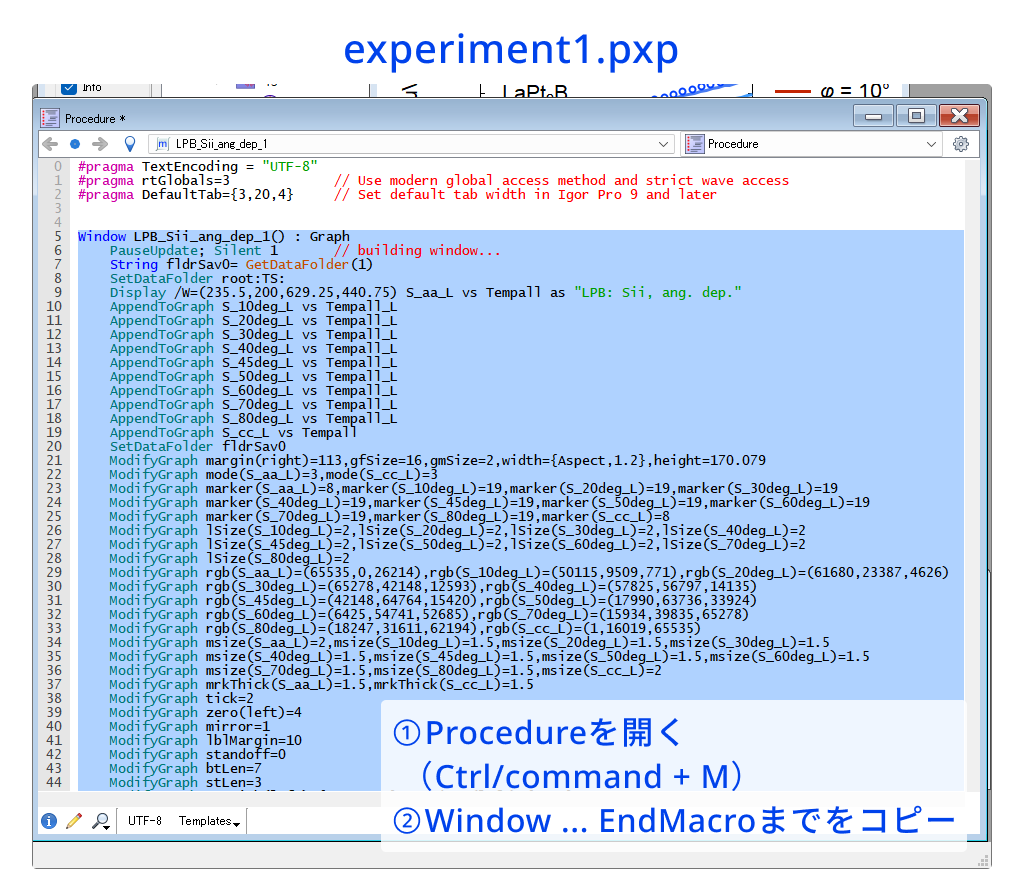 experiment1.pxp
Info
LaPt₅B
φ = 10°
Procedure *
LPB_Sii_ang_dep_1
Procedure
0 #pragma TextEncoding = "UTF-8"
1 #pragma rtGlobals=3 // Use modern global access method and strict wave access
2 #pragma DefaultTab={3,20,4} // Set default tab width in Igor Pro 9 and later
3
4
5 Window LPB_Sii_ang_dep_1() : Graph
6 PauseUpdate; Silent 1 // building window...
7 String fldrSav0= GetDataFolder(1)
8 SetDataFolder root:TS:
9 Display /W=(235.5,200,629.25,440.75) S_aa_L vs Tempall as "LPB: Sii, ang. dep."
10 AppendToGraph S_10deg_L vs Tempall_L
11 AppendToGraph S_20deg_L vs Tempall_L
12 AppendToGraph S_30deg_L vs Tempall_L
13 AppendToGraph S_40deg_L vs Tempall_L
14 AppendToGraph S_45deg_L vs Tempall_L
15 AppendToGraph S_50deg_L vs Tempall_L
16 AppendToGraph S_60deg_L vs Tempall_L
17 AppendToGraph S_70deg_L vs Tempall_L
18 AppendToGraph S_80deg_L vs Tempall_L
19 AppendToGraph S_cc_L vs Tempall
20 SetDataFolder fldrSav0
21 ModifyGraph margin(right)=113,gfSize=16,gmSize=2,width={Aspect,1.2},height=170.079
22 ModifyGraph mode(S_aa_L)=3,mode(S_cc_L)=3
23 ModifyGraph marker(S_aa_L)=8,marker(S_10deg_L)=19,marker(S_20deg_L)=19,marker(S_30deg_L)=19
24 ModifyGraph marker(S_40deg_L)=19,marker(S_45deg_L)=19,marker(S_50deg_L)=19,marker(S_60deg_L)=19
25 ModifyGraph marker(S_70deg_L)=19,marker(S_80deg_L)=19,marker(S_cc_L)=8
26 ModifyGraph lSize(S_10deg_L)=2,lSize(S_20deg_L)=2,lSize(S_30deg_L)=2,lSize(S_40deg_L)=2
27 ModifyGraph lSize(S_45deg_L)=2,lSize(S_50deg_L)=2,lSize(S_60deg_L)=2,lSize(S_70deg_L)=2
28 ModifyGraph lSize(S_80deg_L)=2
29 ModifyGraph rgb(S_aa_L)=(65535,0,26214),rgb(S_10deg_L)=(50115,9509,771),rgb(S_20deg_L)=(61680,23387,4626)
30 ModifyGraph rgb(S_30deg_L)=(65278,42148,12593),rgb(S_40deg_L)=(57825,56797,14135)
31 ModifyGraph rgb(S_45deg_L)=(42148,64764,15420),rgb(S_50deg_L)=(17990,63736,33924)
32 ModifyGraph rgb(S_60deg_L)=(6425,54741,52685),rgb(S_70deg_L)=(15934,39835,65278)
33 ModifyGraph rgb(S_80deg_L)=(18247,31611,62194),rgb(S_cc_L)=(1,16019,65535)
34 ModifyGraph msize(S_aa_L)=2,msize(S_10deg_L)=1.5,msize(S_20deg_L)=1.5,msize(S_30deg_L)=1.5
35 ModifyGraph msize(S_40deg_L)=1.5,msize(S_45deg_L)=1.5,msize(S_50deg_L)=1.5,msize(S_60deg_L)=1.5
36 ModifyGraph msize(S_70deg_L)=1.5,msize(S_80deg_L)=1.5,msize(S_cc_L)=2
37 ModifyGraph mrkThick(S_aa_L)=1.5,mrkThick(S_cc_L)=1.5
38 ModifyGraph tick=2
39 ModifyGraph zero(left)=4
40 ModifyGraph mirror=1
41 ModifyGraph lblMargin=10
42 ModifyGraph standoff=0
43 ModifyGraph btLen=7
44 ModifyGraph stLen=3
①Procedureを開く
（Ctrl/command + M）
②Window ... EndMacroまでをコピー
UTF-8 Templates